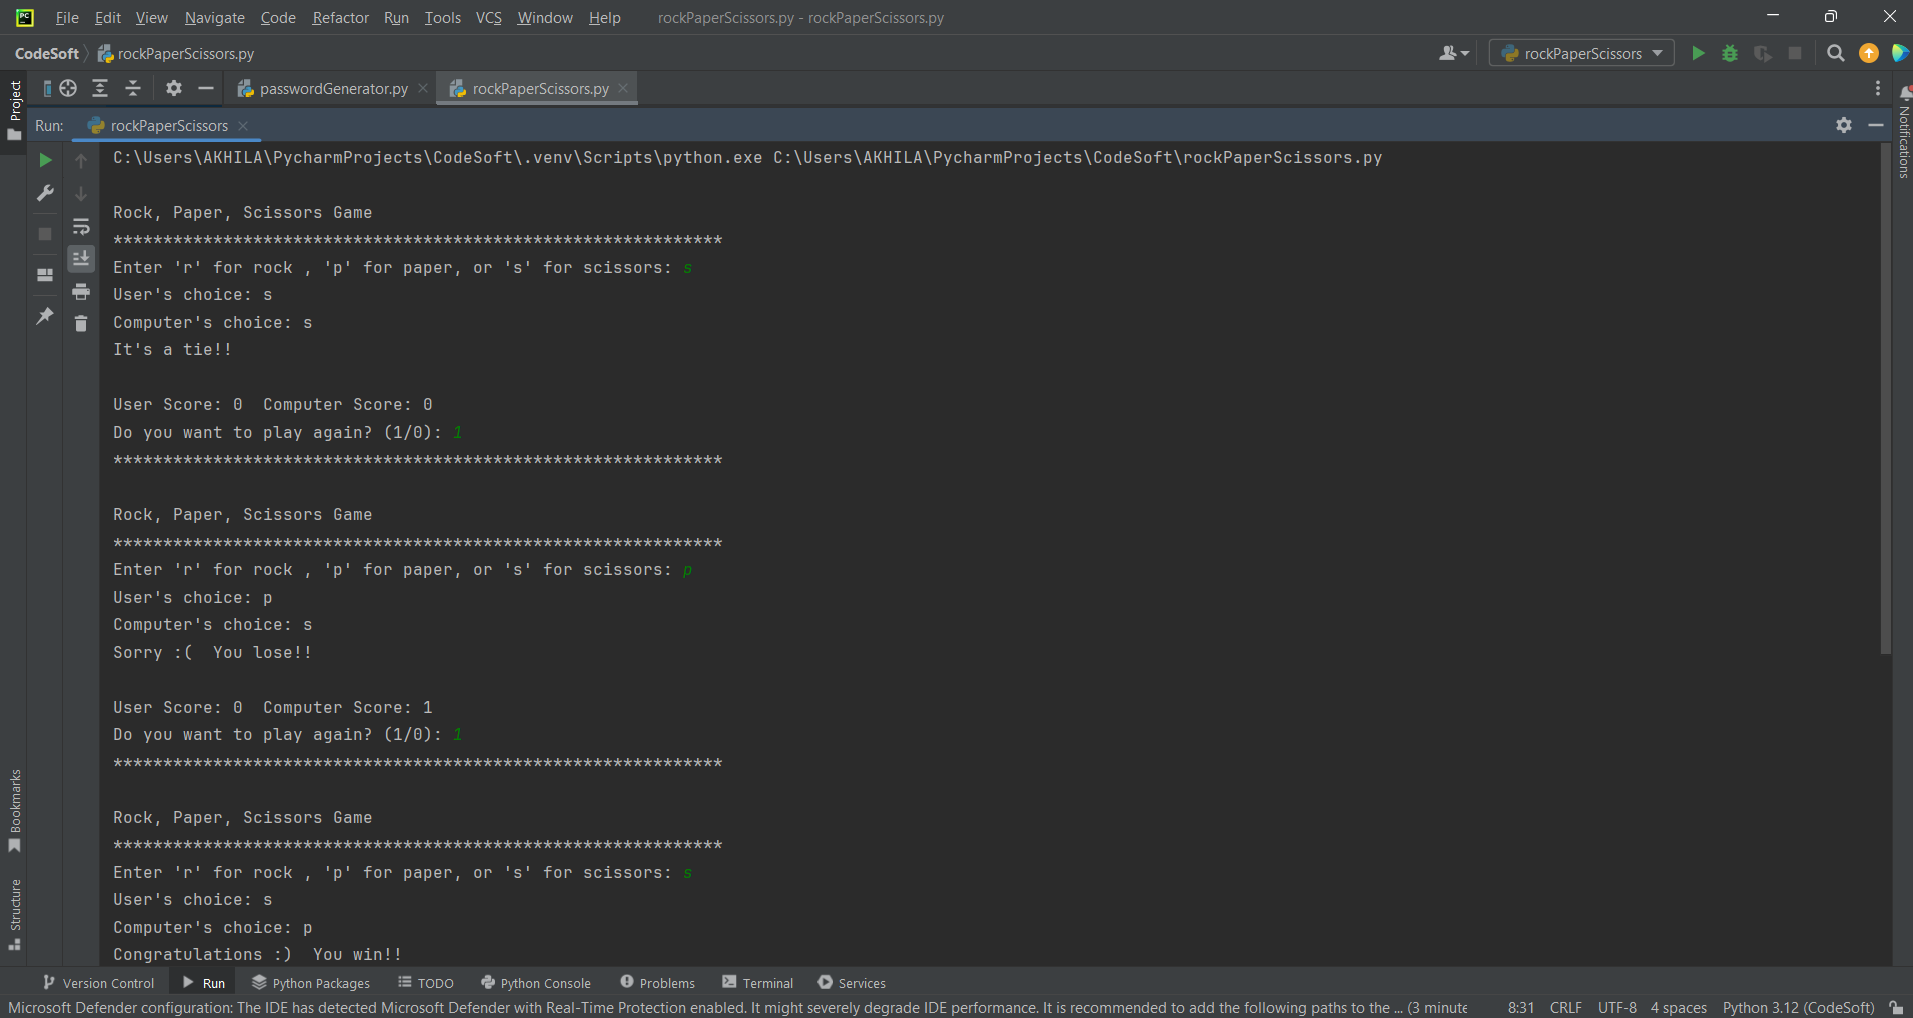 File Edit View Navigate Code Refactor Run Tools VCS Window Help rockPaperScissors.py - rockPaperScissors.py
CodeSoft rockPaperScissors.py rockPaperScissors
Project
passwordGenerator.py rockPaperScissors.py
Notifications
Run: rockPaperScissors
C:\Users\AKHILA\PycharmProjects\CodeSoft\.venv\Scripts\python.exe C:\Users\AKHILA\PycharmProjects\CodeSoft\rockPaperScissors.py
Rock, Paper, Scissors Game
*************************************************************
Enter 'r' for rock , 'p' for paper, or 's' for scissors: s
User's choice: s
Computer's choice: s
It's a tie!!
User Score: 0  Computer Score: 0
Do you want to play again? (1/0): 1
*************************************************************
Rock, Paper, Scissors Game
*************************************************************
Enter 'r' for rock , 'p' for paper, or 's' for scissors: p
User's choice: p
Computer's choice: s
Sorry :(  You lose!!
User Score: 0  Computer Score: 1
Do you want to play again? (1/0): 1
*************************************************************
Rock, Paper, Scissors Game
*************************************************************
Enter 'r' for rock , 'p' for paper, or 's' for scissors: s
User's choice: s
Computer's choice: p
Congratulations :)  You win!!
Bookmarks
Structure
Version Control Run Python Packages TODO Python Console Problems Terminal Services
Microsoft Defender configuration: The IDE has detected Microsoft Defender with Real-Time Protection enabled. It might severely degrade IDE performance. It is recommended to add the following paths to the ... (3 minute 8:31 CRLF UTF-8 4 spaces Python 3.12 (CodeSoft)